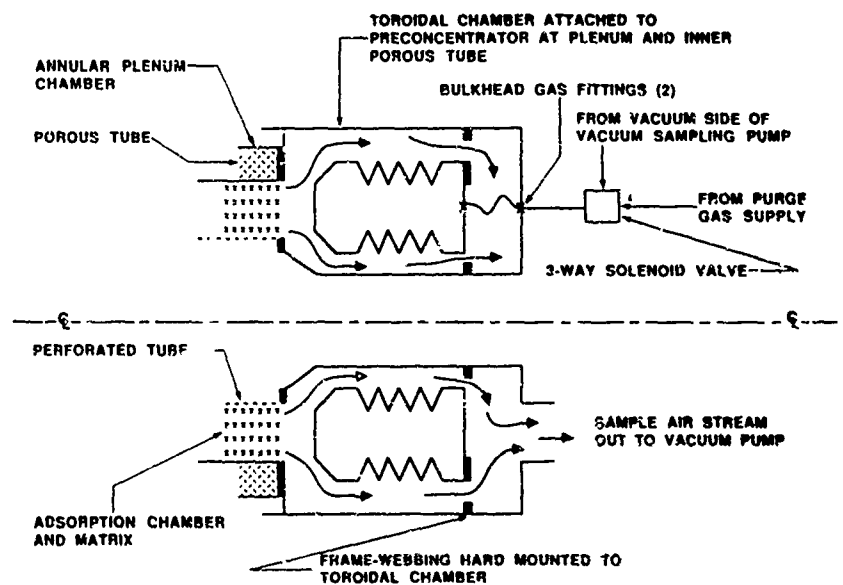 TOROIDAL CHAMBER ATTACHED TO
PRECONCENTRATOR AT PLENUM AND INNER
POROUS TUBE
ANNULAR PLENUM
CHAMBER
BULKHEAD GAS FITTINGS (2)
FROM VACUUM SIDE OF
VACUUM SAMPLING PUMP
POROUS TUBE
FROM PURGE
GAS SUPPLY
3-WAY SOLENOID VALVE
℄ ℄
PERFORATED TUBE
SAMPLE AIR STREAM
OUT TO VACUUM PUMP
ADSORPTION CHAMBER
AND MATRIX
FRAME-WEBBING HARD MOUNTED TO
TOROIDAL CHAMBER